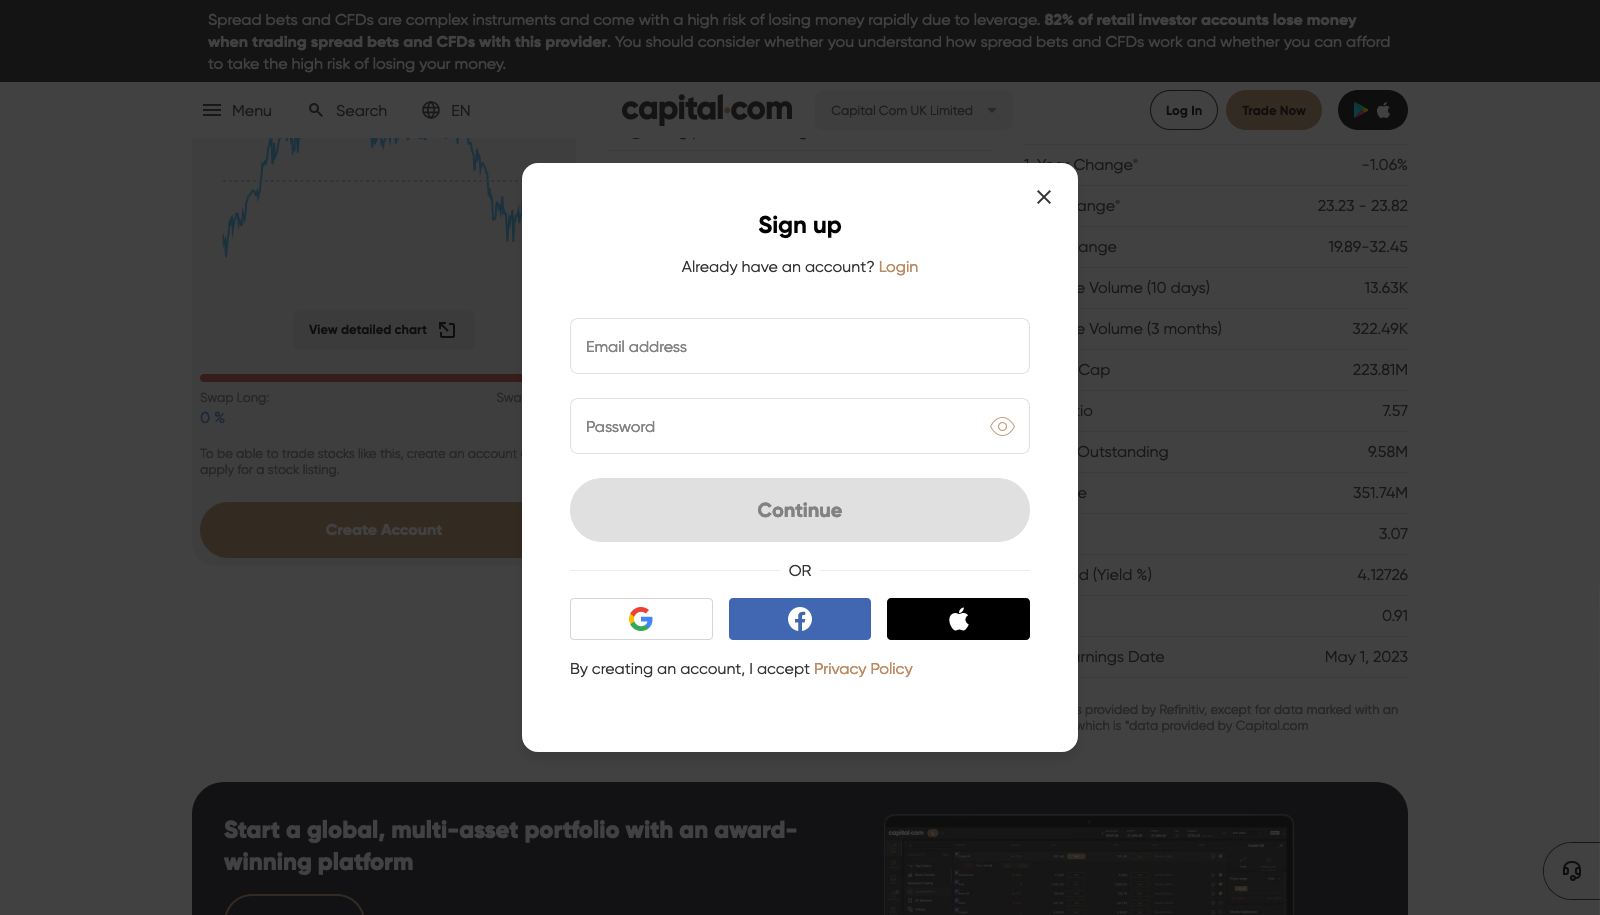 Spread bets and CFDs are complex instruments and come with a high risk of losing money rapidly due to leverage. 82% of retail investor accounts lose money
when trading spread bets and CFDs with this provider. You should consider whether you understand how spread bets and CFDs work and whether you can afford
to take the high risk of losing your money.
Menu
Search
EN
capital.com
Capital Com UK Limited
Log In
Trade Now
View detailed chart
Swap Long:
0 %
To be able to trade stocks like this, create an account
apply for a stock listing.
Create Account
Sign up
Already have an account? Login
Email address
Password
Continue
OR
By creating an account, I accept Privacy Policy
Change* -1.06%
ange* 23.23 - 23.82
ange 19.89-32.45
e Volume (10 days) 13.63K
e Volume (3 months) 322.49K
Cap 223.81M
tio 7.57
Outstanding 9.58M
e 351.74M
3.07
d (Yield %) 4.12726
0.91
rnings Date May 1, 2023
s provided by Refinitiv, except for data marked with an
which is *data provided by Capital.com
Start a global, multi-asset portfolio with an award-
winning platform
capital.com